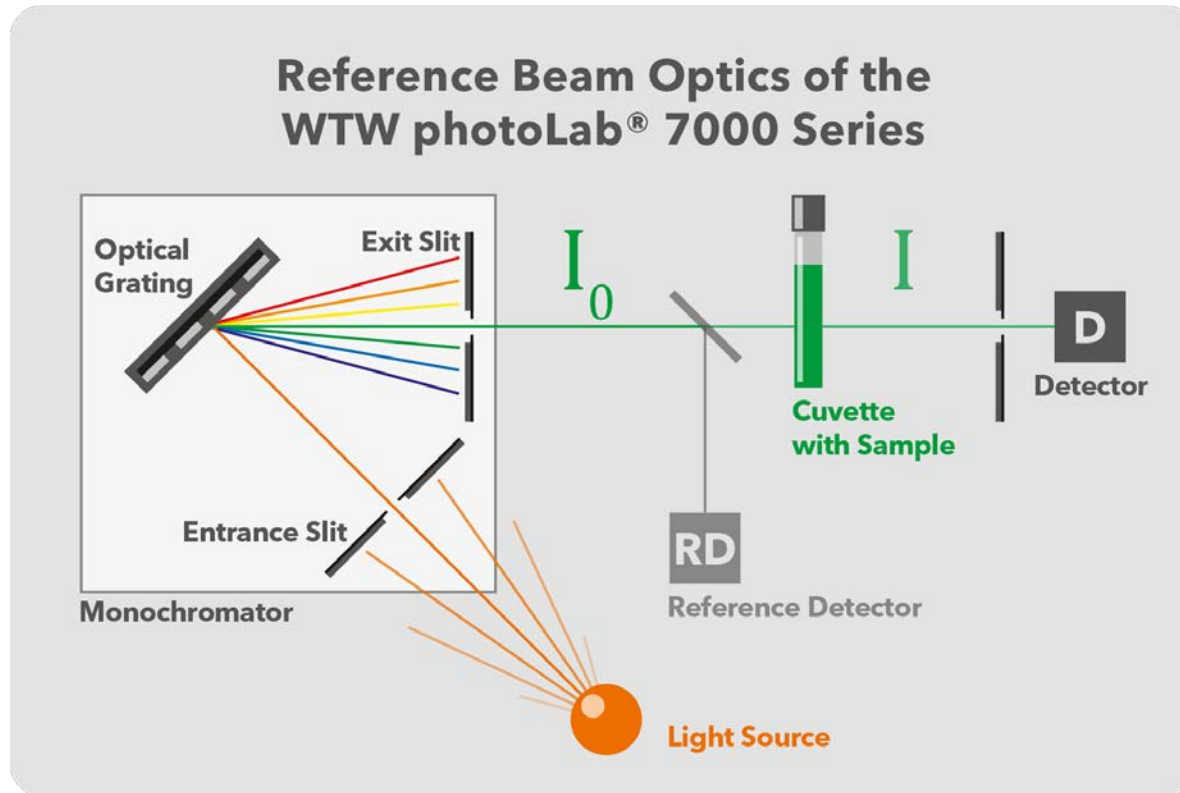 Reference Beam Optics of the
WTW photoLab® 7000 Series
Optical
Grating
Exit Slit
I₀
I
D
Detector
Cuvette
with Sample
Entrance Slit
RD
Reference Detector
Monochromator
Light Source